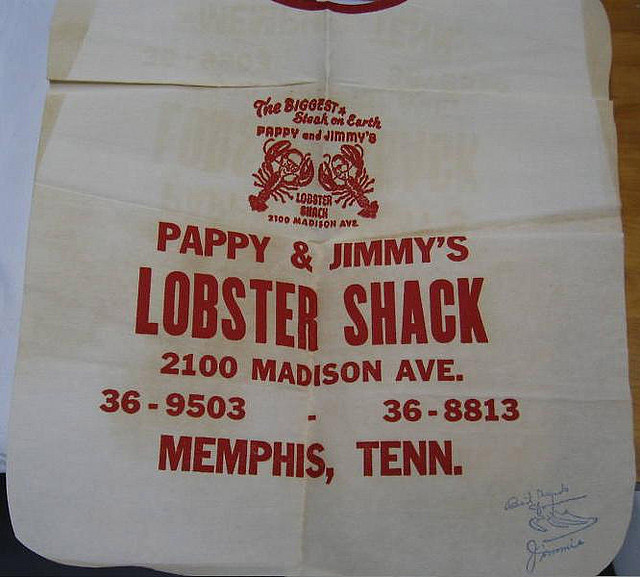 The BIGGEST
Steak on Earth
PAPPY and JIMMY'S
LOBSTER
SHACK
2100 MADISON AVE.
PAPPY & JIMMY'S
LOBSTER SHACK
2100 MADISON AVE.
36-9503 - 36-8813
MEMPHIS, TENN.
Jimmie